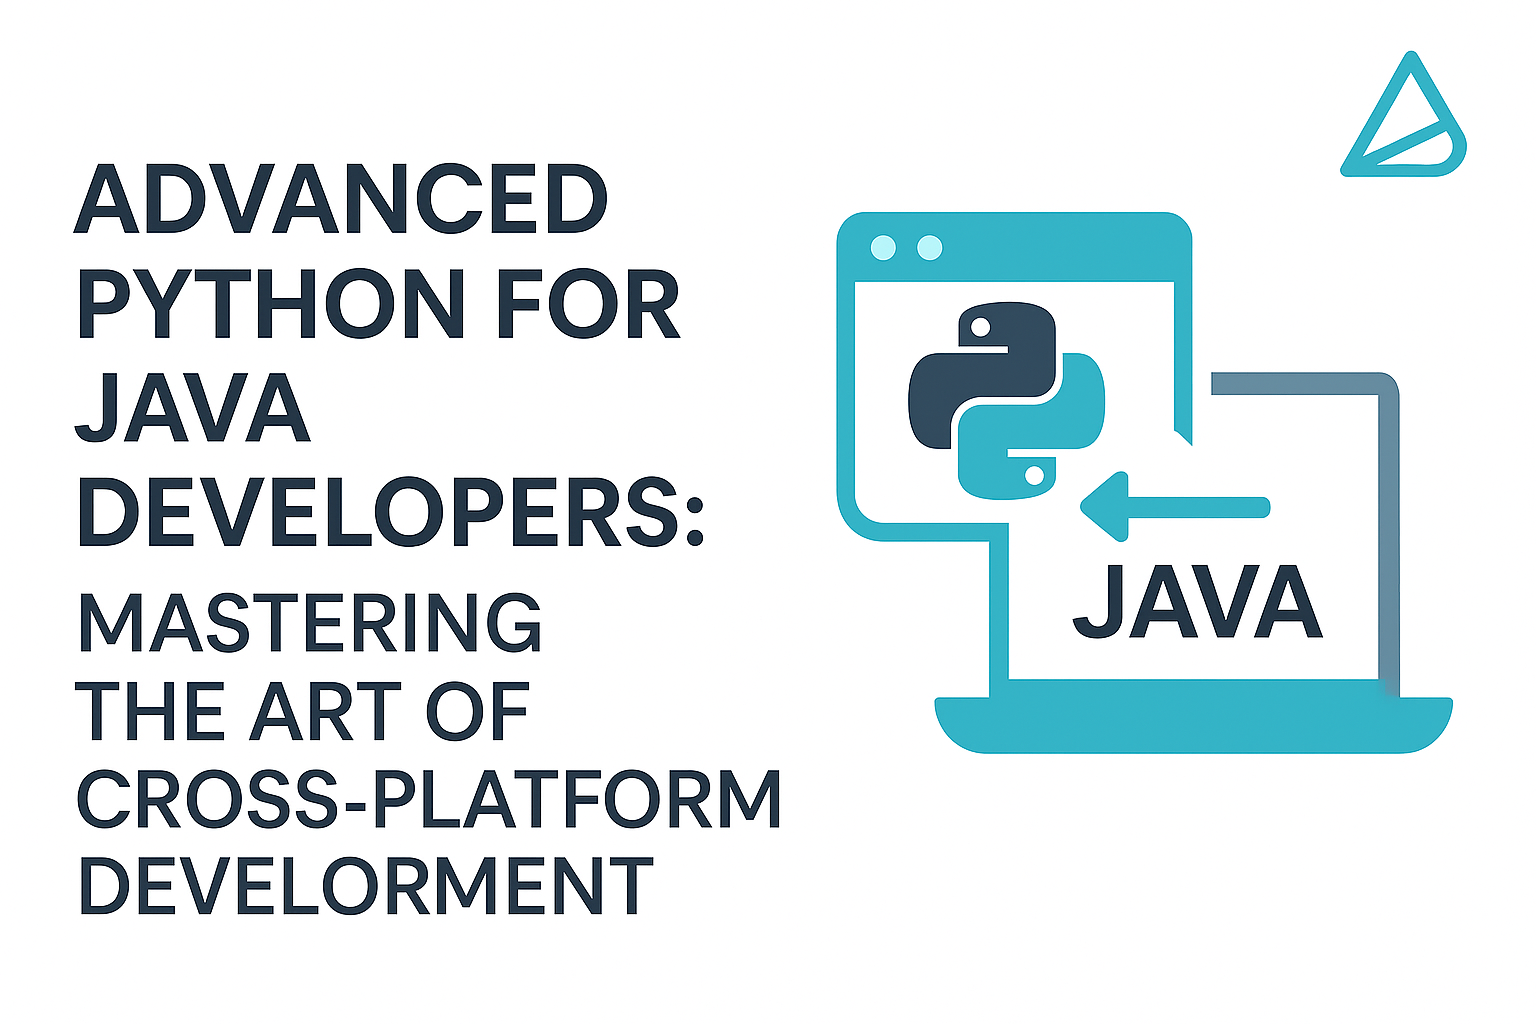 ADVANCED
PYTHON FOR
JAVA
DEVELOPERS:
MASTERING
THE ART OF
CROSS-PLATFORM
DEVELORMENT
JAVA